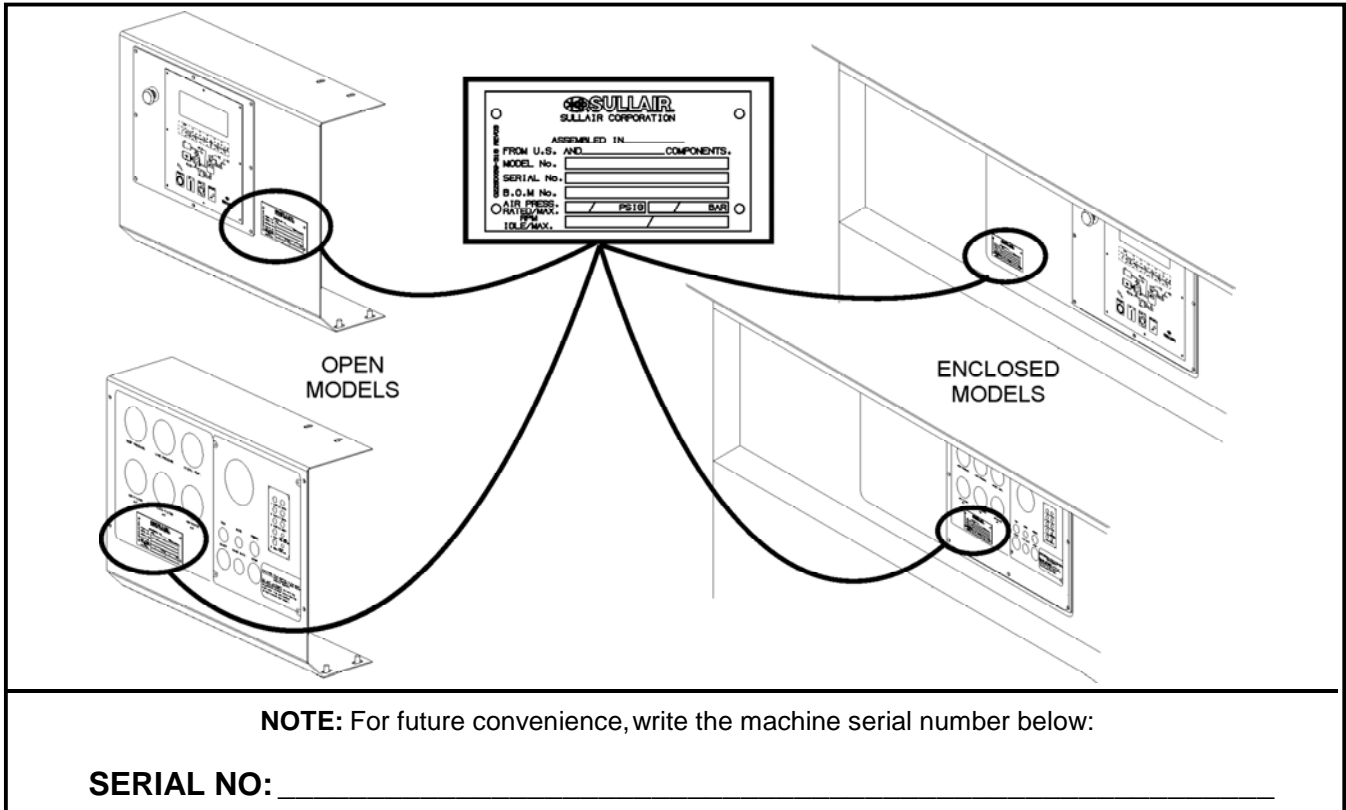 SULLAIR
SULLAIR CORPORATION
ASSEMBLED IN
FROM U.S. AND COMPONENTS.
MODEL No.
SERIAL No.
B.O.M No.
AIR PRESS.
RATED/MAX. / PSIG / BAR
RPM
IDLE/MAX. /
OPEN
MODELS
ENCLOSED
MODELS
NOTE: For future convenience, write the machine serial number below:
SERIAL NO: